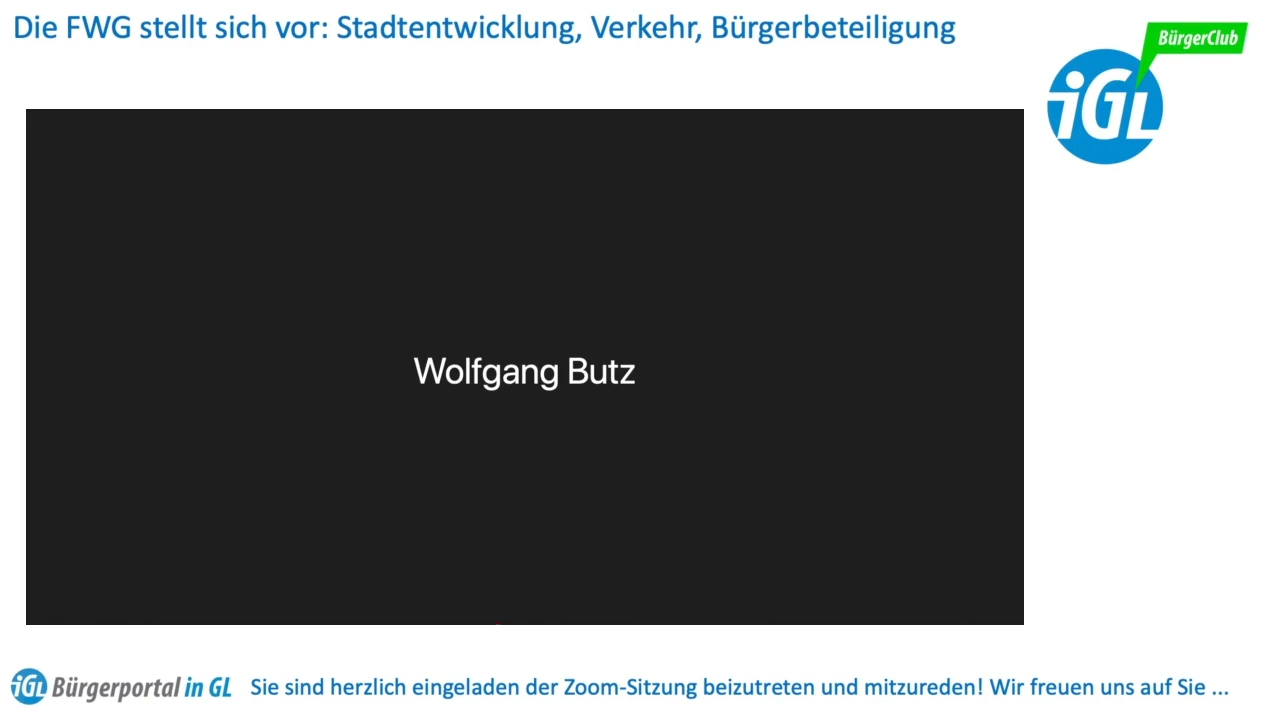 Die FWG stellt sich vor: Stadtentwicklung, Verkehr, Bürgerbeteiligung
BürgerClub
iGL
Wolfgang Butz
iGL Bürgerportal in GL Sie sind herzlich eingeladen der Zoom-Sitzung beizutreten und mitzureden! Wir freuen uns auf Sie ...